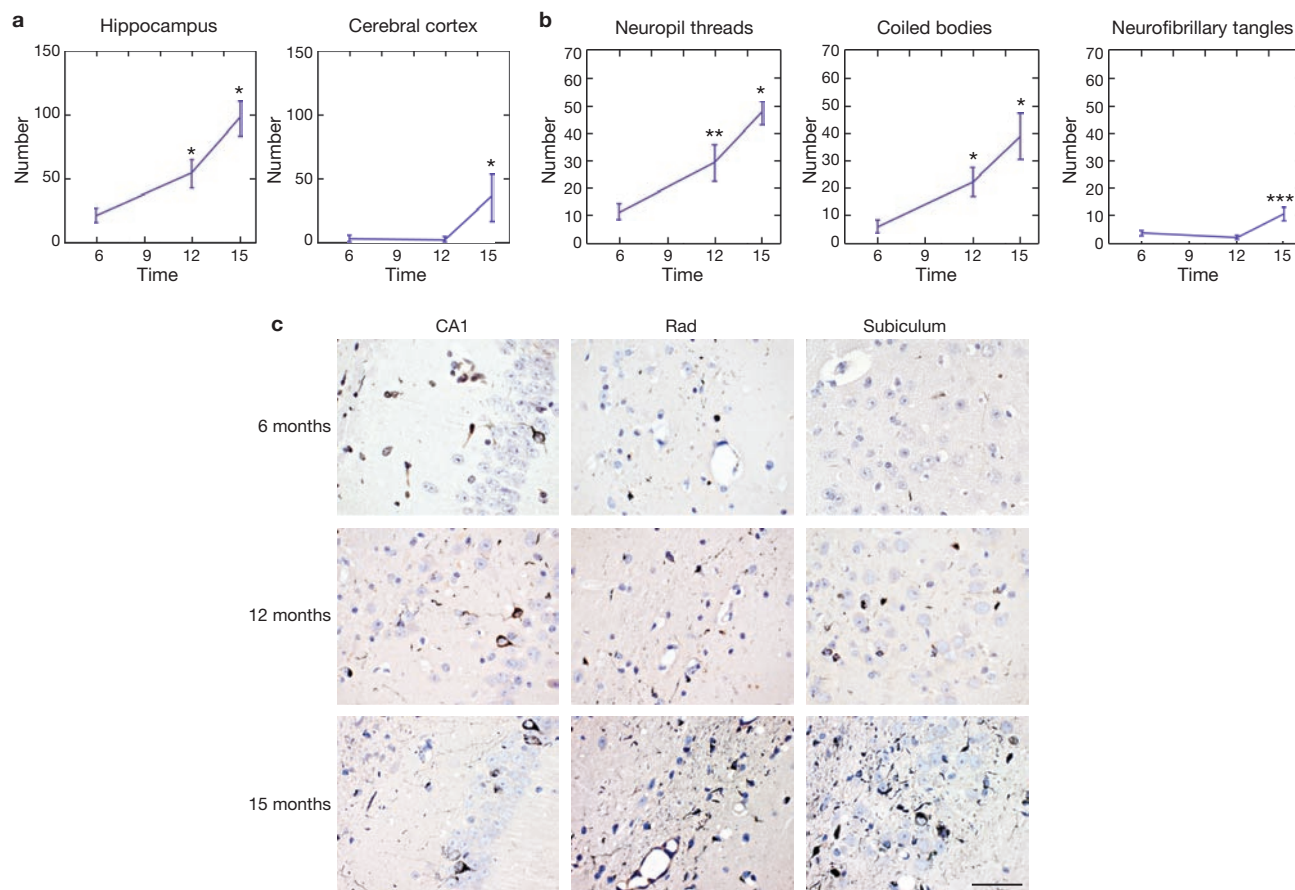 a
Hippocampus
Cerebral cortex
b
Neuropil threads
Coiled bodies
Neurofibrillary tangles
150
100
50
0
Number
*
*
6 9 12 15
Time
150
100
50
0
*
6 9 12 15
Time
70
60
50
40
30
20
10
0
Number
**
*
6 9 12 15
Time
70
60
50
40
30
20
10
0
Number
*
*
6 9 12 15
Time
70
60
50
40
30
20
10
0
Number
***
6 9 12 15
Time
c
CA1 Rad Subiculum
6 months
12 months
15 months